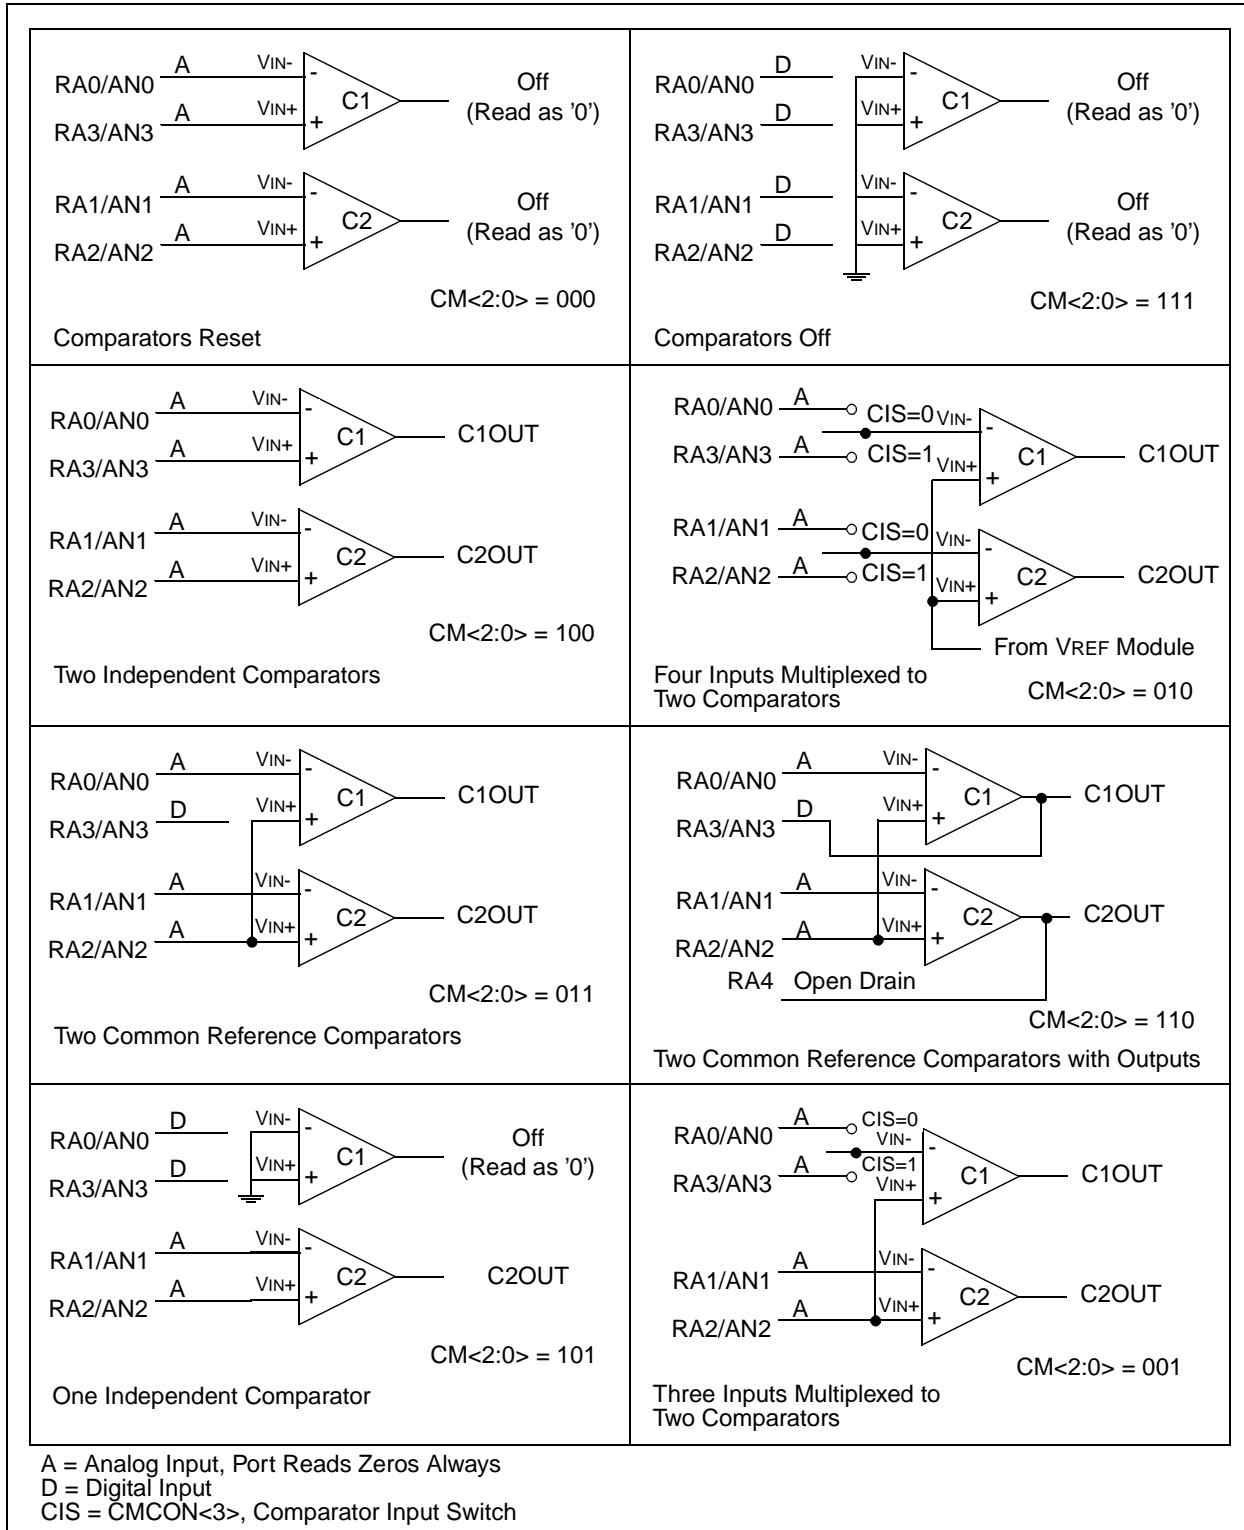 RA0/AN0 A VIN- - C1 Off
RA3/AN3 A VIN+ + (Read as '0')
RA1/AN1 A VIN- - C2 Off
RA2/AN2 A VIN+ + (Read as '0')
CM<2:0> = 000
Comparators Reset
RA0/AN0 D VIN- - C1 Off
RA3/AN3 D VIN+ + (Read as '0')
RA1/AN1 D VIN- - C2 Off
RA2/AN2 D VIN+ + (Read as '0')
CM<2:0> = 111
Comparators Off
RA0/AN0 A VIN- - C1 C1OUT
RA3/AN3 A VIN+ +
RA1/AN1 A VIN- - C2 C2OUT
RA2/AN2 A VIN+ +
CM<2:0> = 100
Two Independent Comparators
RA0/AN0 A CIS=0 VIN- - C1 C1OUT
RA3/AN3 A CIS=1 VIN+ +
RA1/AN1 A CIS=0 VIN- - C2 C2OUT
RA2/AN2 A CIS=1 VIN+ +
From VREF Module
CM<2:0> = 010
Four Inputs Multiplexed to
Two Comparators
RA0/AN0 A VIN- - C1 C1OUT
RA3/AN3 D VIN+ +
RA1/AN1 A VIN- - C2 C2OUT
RA2/AN2 A VIN+ +
CM<2:0> = 011
Two Common Reference Comparators
RA0/AN0 A VIN- - C1 C1OUT
RA3/AN3 D VIN+ +
RA1/AN1 A VIN- - C2 C2OUT
RA2/AN2 A VIN+ +
RA4 Open Drain
CM<2:0> = 110
Two Common Reference Comparators with Outputs
RA0/AN0 D VIN- - C1 Off
RA3/AN3 D VIN+ + (Read as '0')
RA1/AN1 A VIN- - C2 C2OUT
RA2/AN2 A VIN+ +
CM<2:0> = 101
One Independent Comparator
RA0/AN0 A CIS=0 VIN- - C1 C1OUT
RA3/AN3 A CIS=1 VIN+ +
RA1/AN1 A VIN- - C2 C2OUT
RA2/AN2 A VIN+ +
CM<2:0> = 001
Three Inputs Multiplexed to
Two Comparators
A = Analog Input, Port Reads Zeros Always
D = Digital Input
CIS = CMCON<3>, Comparator Input Switch